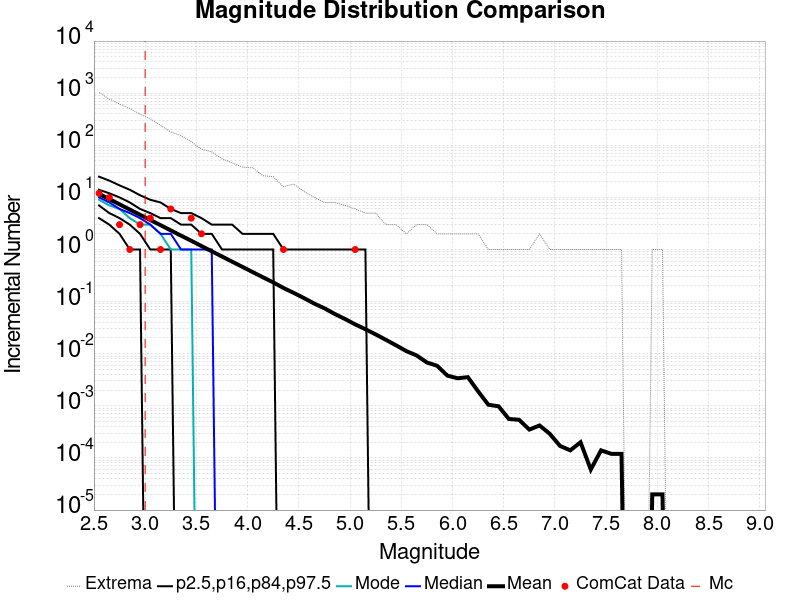 Magnitude Distribution Comparison
Incremental Number
10 4
10 3
10 2
10 1
10 0
10 -1
10 -2
10 -3
10 -4
10 -5
2.5 3.0 3.5 4.0 4.5 5.0 5.5 6.0 6.5 7.0 7.5 8.0 8.5 9.0
Magnitude
Extrema p2.5,p16,p84,p97.5 Mode Median Mean ComCat Data Mc